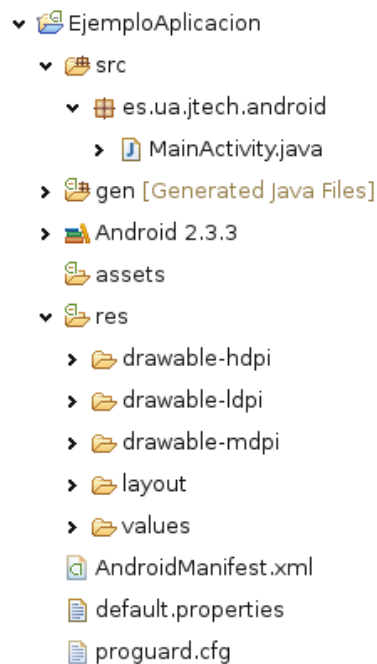 EjemploAplicacion
src
es.ua.jtech.android
MainActivity.java
gen [Generated Java Files]
Android 2.3.3
assets
res
drawable-hdpi
drawable-ldpi
drawable-mdpi
layout
values
AndroidManifest.xml
default.properties
proguard.cfg